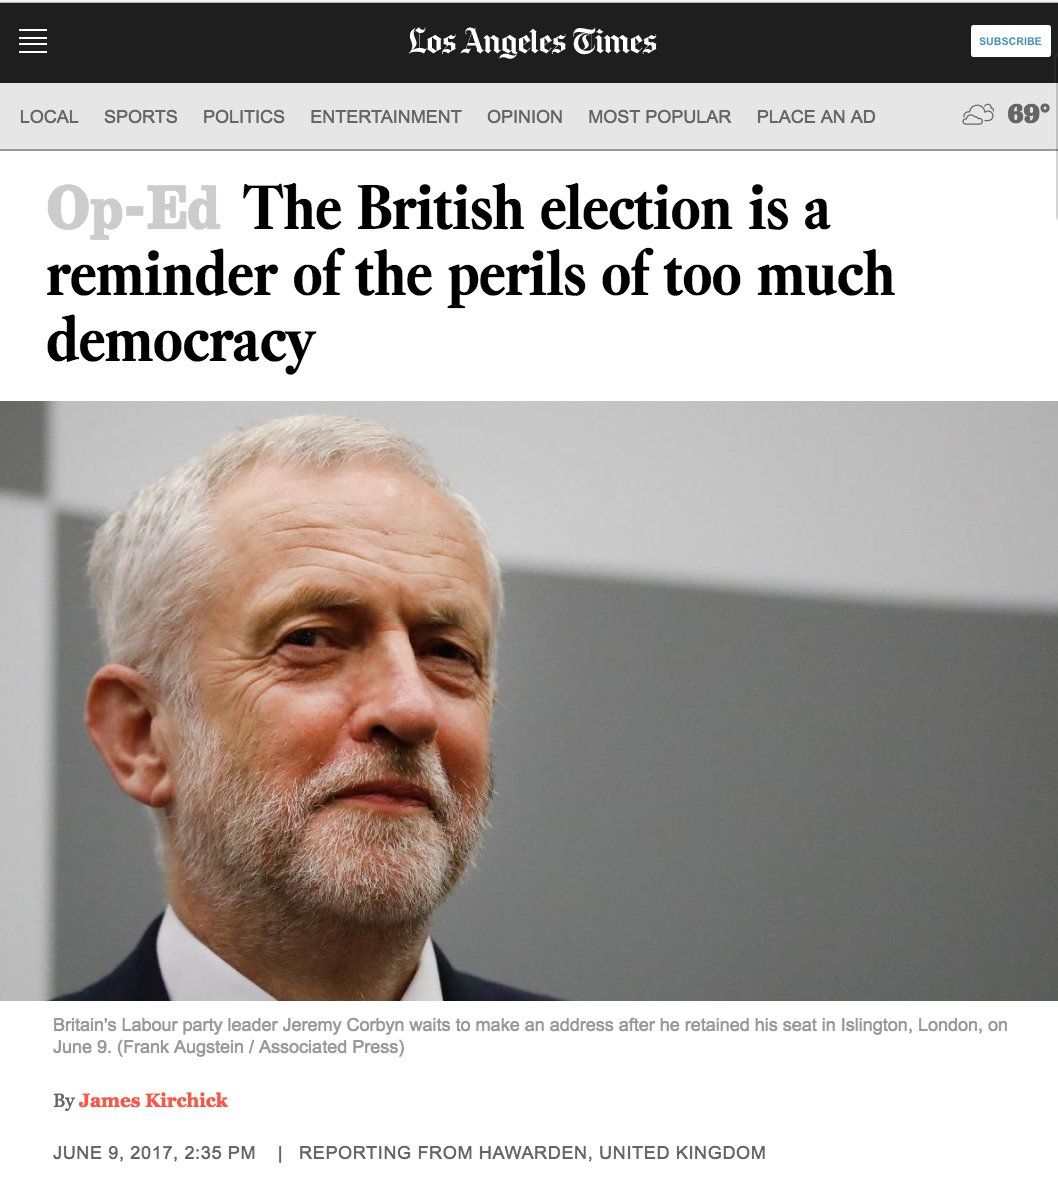 Los Angeles Times
SUBSCRIBE
LOCAL SPORTS POLITICS ENTERTAINMENT OPINION MOST POPULAR PLACE AN AD 69°
Op-Ed The British election is a
reminder of the perils of too much
democracy
Britain's Labour party leader Jeremy Corbyn waits to make an address after he retained his seat in Islington, London, on
June 9. (Frank Augstein / Associated Press)
By James Kirchick
JUNE 9, 2017, 2:35 PM | REPORTING FROM HAWARDEN, UNITED KINGDOM